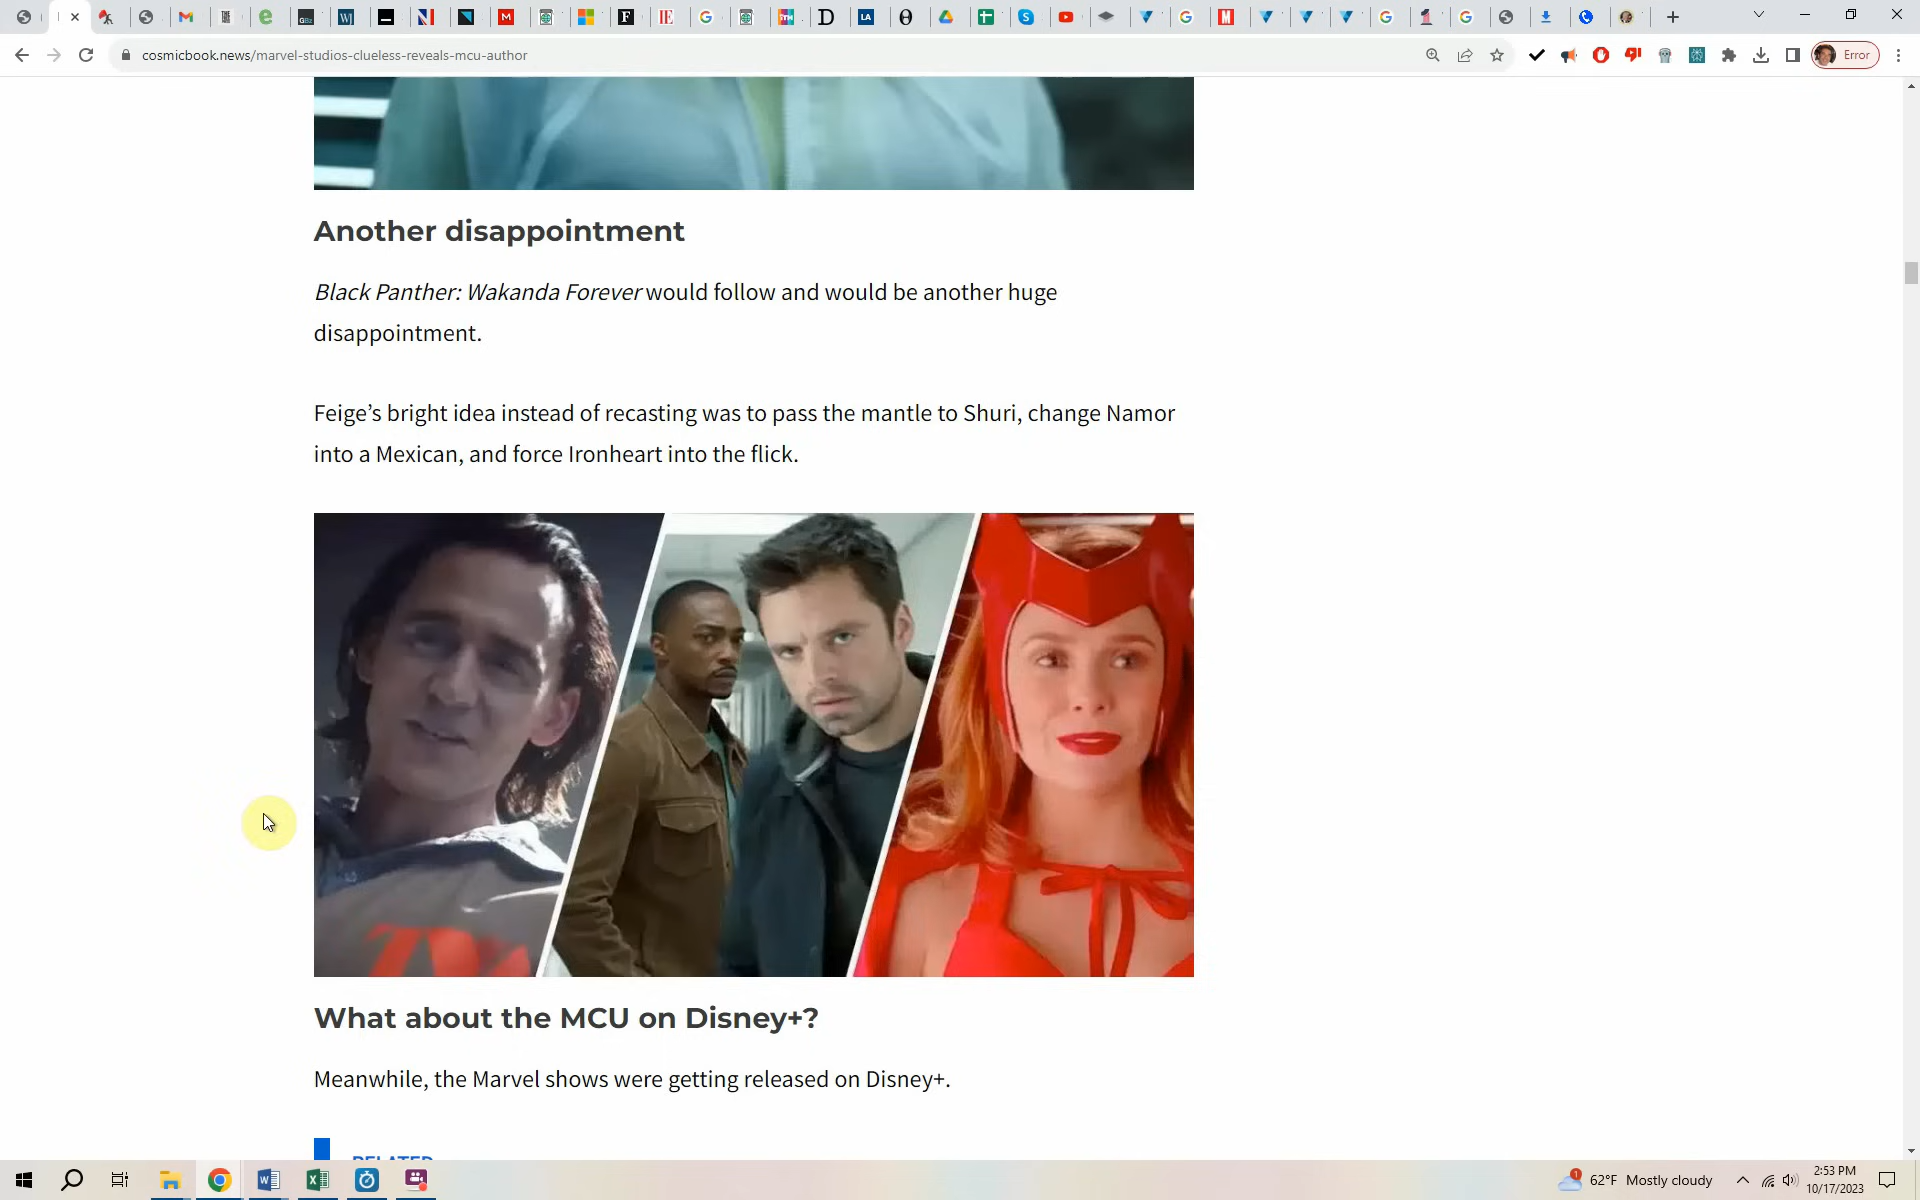 cosmicbook.news/marvel-studios-clueless-reveals-mcu-author
Error
Another disappointment
Black Panther: Wakanda Forever would follow and would be another huge
disappointment.
Feige’s bright idea instead of recasting was to pass the mantle to Shuri, change Namor
into a Mexican, and force Ironheart into the flick.
TVA
What about the MCU on Disney+?
Meanwhile, the Marvel shows were getting released on Disney+.
RELATED
62°F Mostly cloudy
2:53 PM
10/17/2023